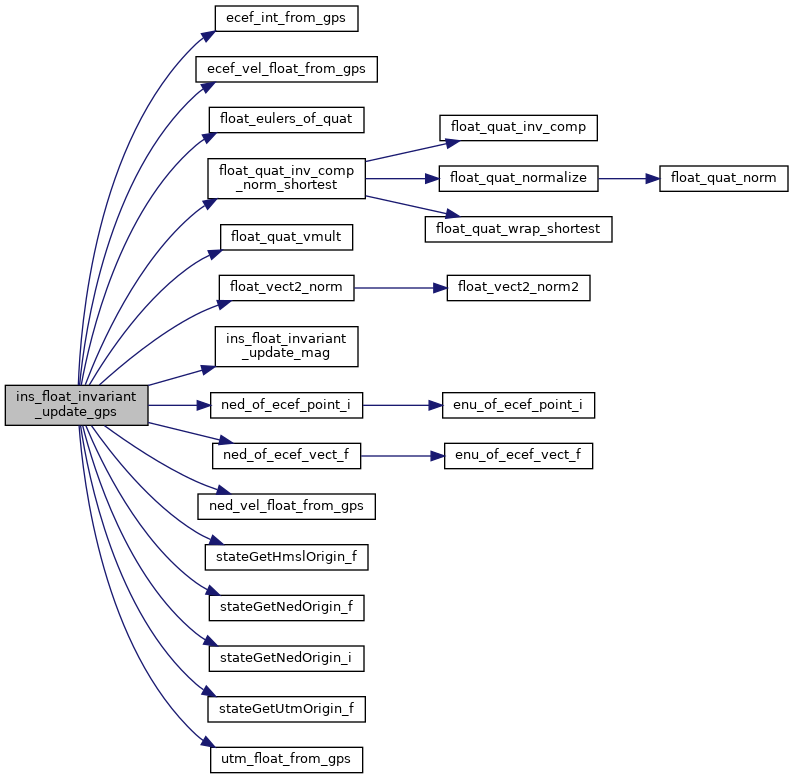 ecef_int_from_gps
ecef_vel_float_from_gps
float_eulers_of_quat
float_quat_inv_comp
_norm_shortest
float_quat_inv_comp
float_quat_normalize
float_quat_norm
float_quat_wrap_shortest
float_quat_vmult
float_vect2_norm
float_vect2_norm2
ins_float_invariant
_update_mag
ins_float_invariant
_update_gps
ned_of_ecef_point_i
enu_of_ecef_point_i
ned_of_ecef_vect_f
enu_of_ecef_vect_f
ned_vel_float_from_gps
stateGetHmslOrigin_f
stateGetNedOrigin_f
stateGetNedOrigin_i
stateGetUtmOrigin_f
utm_float_from_gps